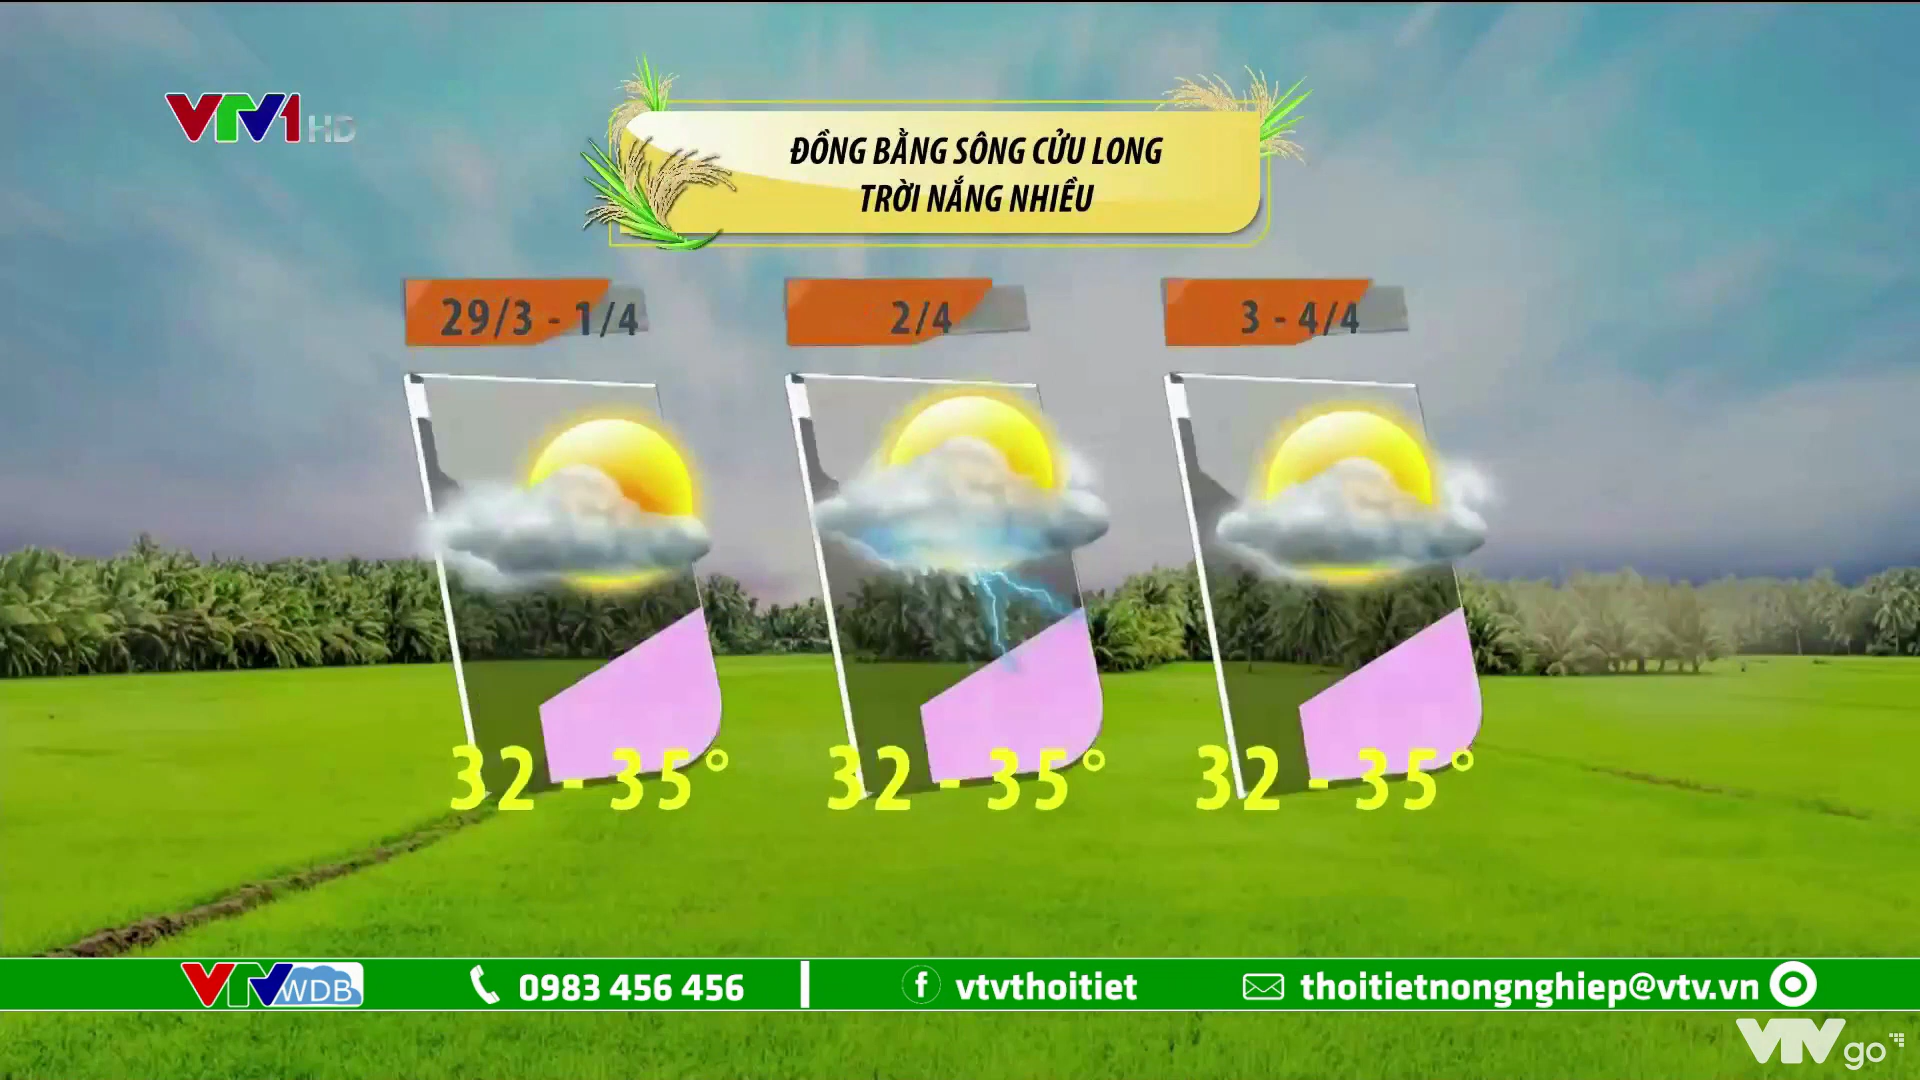 VTV1 HD
ĐỒNG BẰNG SÔNG CỬU LONG
TRỜI NẮNG NHIỀU
29/3 - 1/4
2/4
3 - 4/4
32 - 35°
32 - 35°
32 - 35°
VTV WDB
0983 456 456
vtvthoitiet
thoitietnongnghiep@vtv.vn
VTV go